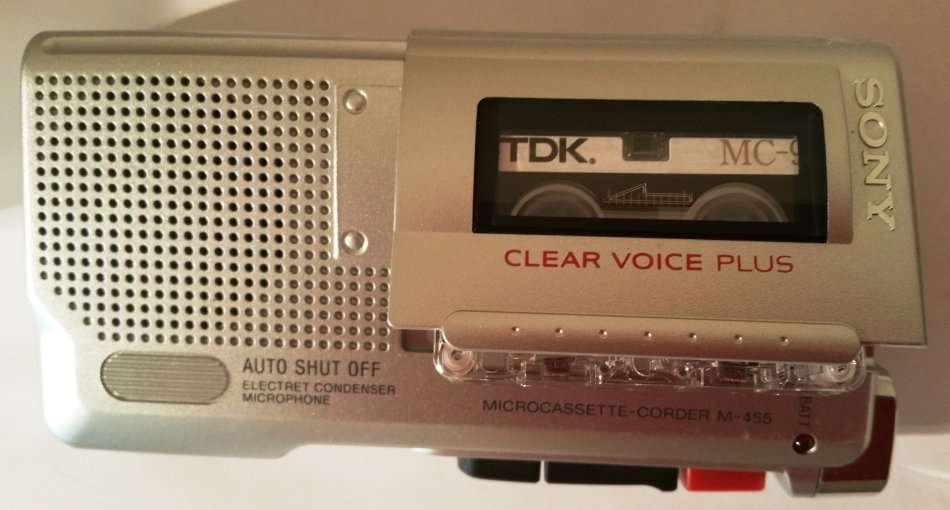 SONY
TDK.
MC-9
CLEAR VOICE PLUS
AUTO SHUT OFF
ELECTRET CONDENSER
MICROPHONE
MICROCASSETTE-CORDER M-455
BATT